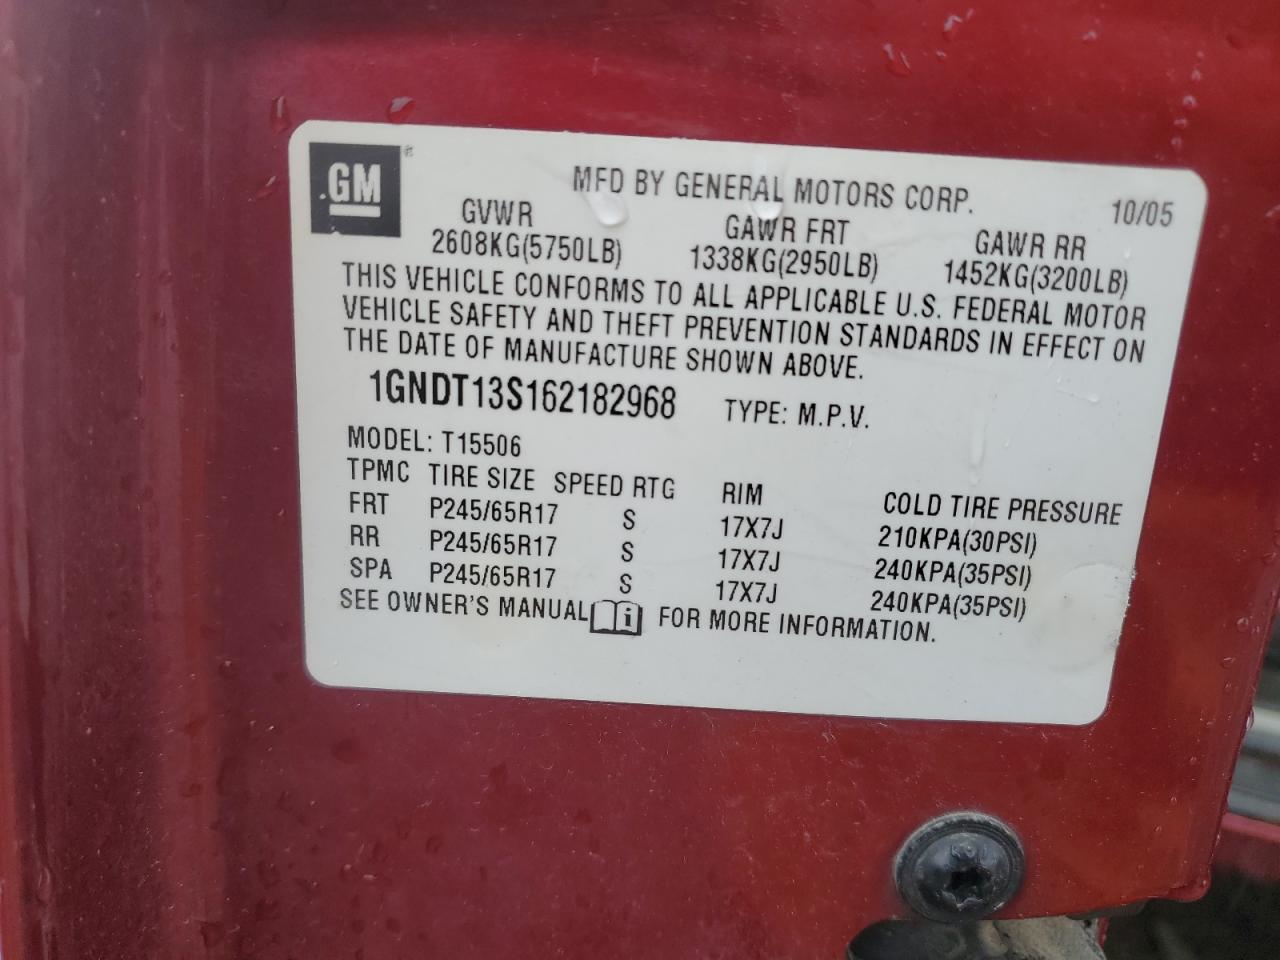 GM®
MFD BY GENERAL MOTORS CORP. 10/05
GVWR GAWR FRT GAWR RR
2608KG(5750LB) 1338KG(2950LB) 1452KG(3200LB)
THIS VEHICLE CONFORMS TO ALL APPLICABLE U.S. FEDERAL MOTOR
VEHICLE SAFETY AND THEFT PREVENTION STANDARDS IN EFFECT ON
THE DATE OF MANUFACTURE SHOWN ABOVE.
1GNDT13S162182968 TYPE: M.P.V.
MODEL: T15506
TPMC TIRE SIZE SPEED RTG RIM COLD TIRE PRESSURE
FRT P245/65R17 S 17X7J 210KPA(30PSI)
RR P245/65R17 S 17X7J 240KPA(35PSI)
SPA P245/65R17 S 17X7J 240KPA(35PSI)
SEE OWNER'S MANUAL i FOR MORE INFORMATION.